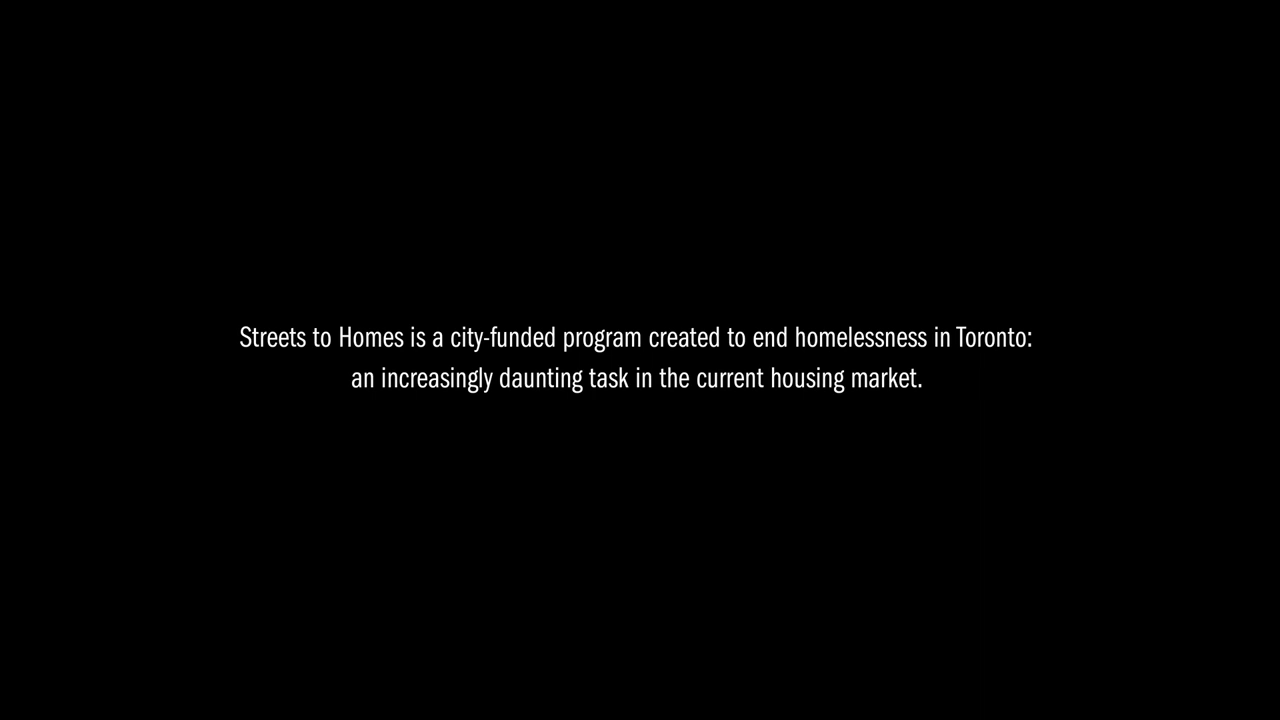 Streets to Homes is a city-funded program created to end homelessness in Toronto:
an increasingly daunting task in the current housing market.